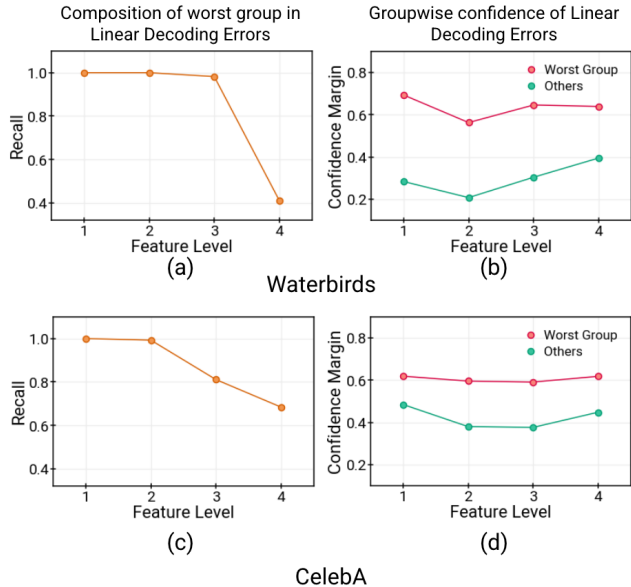 Composition of worst group in
Linear Decoding Errors
Groupwise confidence of Linear
Decoding Errors
Recall
1.0
0.8
0.6
0.4
1 2 3 4
Feature Level
(a)
Confidence Margin
0.8
0.6
0.4
0.2
Worst Group
Others
1 2 3 4
Feature Level
(b)
Waterbirds
Recall
1.0
0.8
0.6
0.4
1 2 3 4
Feature Level
(c)
Confidence Margin
0.8
0.6
0.4
0.2
Worst Group
Others
1 2 3 4
Feature Level
(d)
CelebA